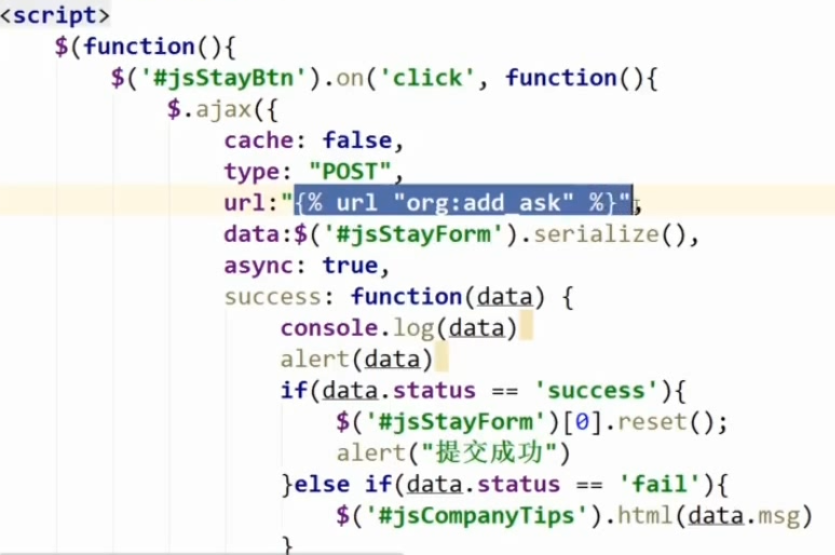 <script>
$(function(){
$('#jsStayBtn').on('click', function(){
$.ajax({
cache: false,
type: "POST",
url:"{% url "org:add_ask" %}",
data:$('#jsStayForm').serialize(),
async: true,
success: function(data) {
console.log(data)
alert(data)
if(data.status == 'success'){
$('#jsStayForm')[0].reset();
alert("提交成功")
}else if(data.status == 'fail'){
$('#jsCompanyTips').html(data.msg)
}